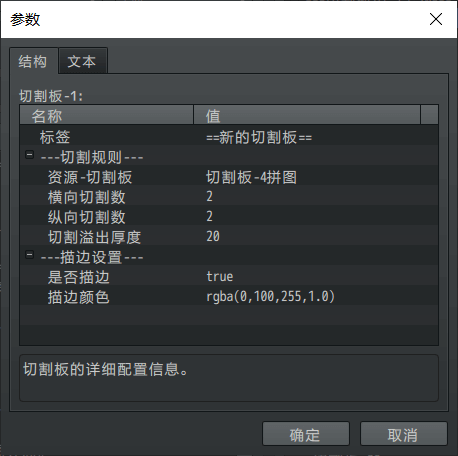 参数
结构 文本
切割板-1:
名称 值
标签 ==新的切割板==
---切割规则---
资源-切割板 切割板-4拼图
横向切割数 2
纵向切割数 2
切割溢出厚度 20
---描边设置---
是否描边 true
描边颜色 rgba(0,100,255,1.0)
切割板的详细配置信息。
确定 取消